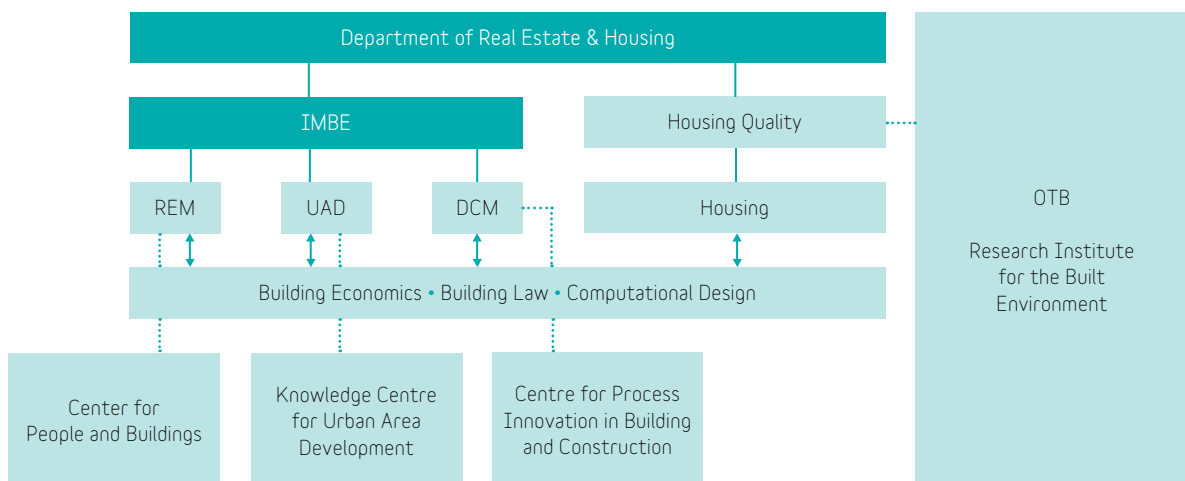 Department of Real Estate & Housing
IMBE
Housing Quality
REM
UAD
DCM
Housing
Building Economics • Building Law • Computational Design
Center for
People and Buildings
Knowledge Centre
for Urban Area
Development
Centre for Process
Innovation in Building
and Construction
OTB
Research Institute
for the Built
Environment